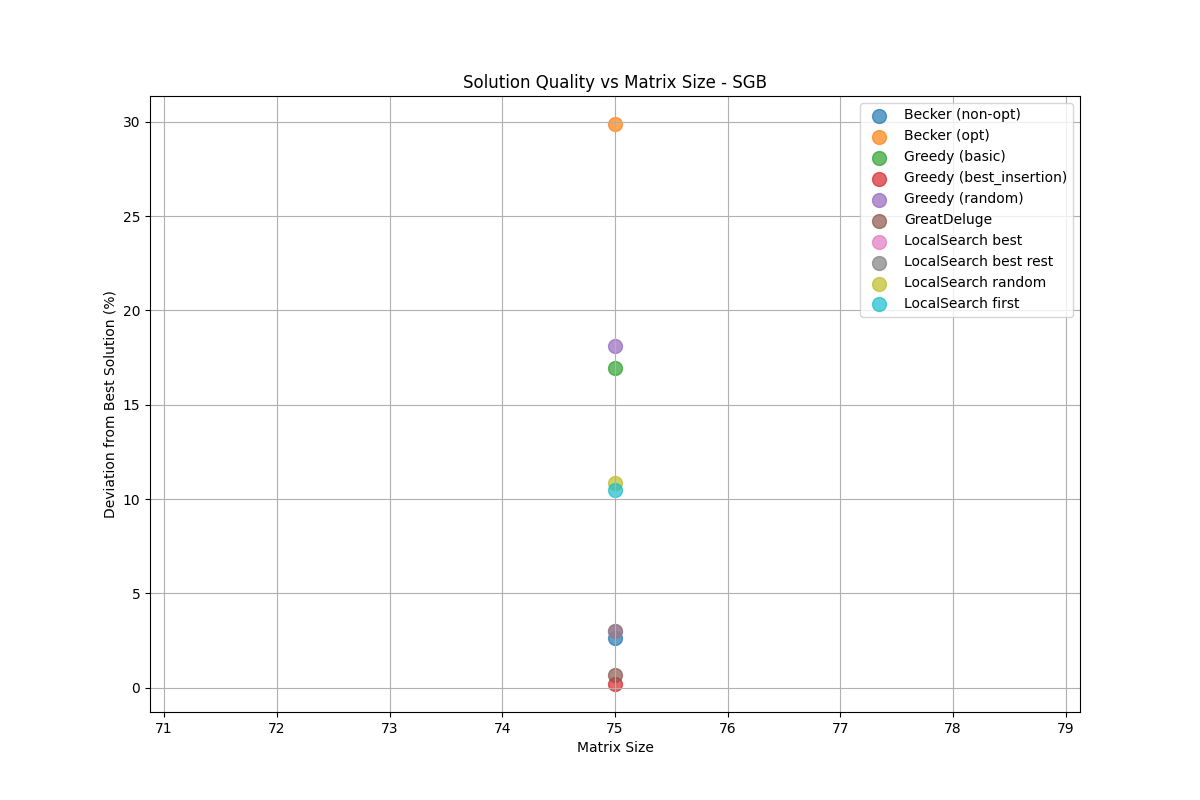 Solution Quality vs Matrix Size - SGB
Deviation from Best Solution (%)
30
25
20
15
10
5
0
Becker (non-opt)
Becker (opt)
Greedy (basic)
Greedy (best_insertion)
Greedy (random)
GreatDeluge
LocalSearch best
LocalSearch best rest
LocalSearch random
LocalSearch first
71 72 73 74 75 76 77 78 79
Matrix Size